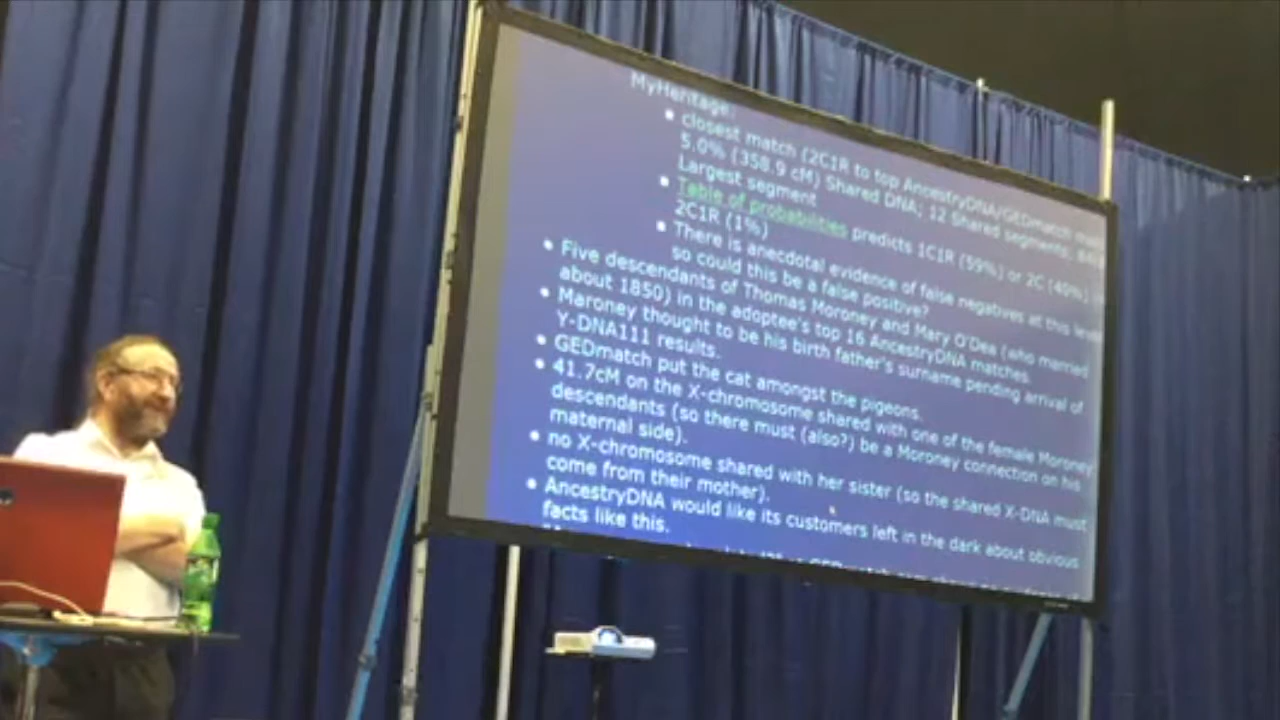 MyHeritage:
• closest match (2C1R to top AncestryDNA/GEDmatch
5.0% (358.9 cM) Shared DNA; 12 Shared segments;
Largest segment
• Table of probabilities predicts 1C1R (59%) or 2C (40%)
2C1R (1%)
• There is anecdotal evidence of false negatives at this level
so could this be a false positive?
• Five descendants of Thomas Moroney and Mary O'Dea (who married
about 1850) in the adoptee's top 16 AncestryDNA matches.
• Maroney thought to be his birth father's surname pending arrival of
Y-DNA111 results.
• GEDmatch put the cat amongst the pigeons.
• 41.7cM on the X-chromosome shared with one of the female Moroney
descendants (so there must (also?) be a Moroney connection on his
maternal side).
• no X-chromosome shared with her sister (so the shared X-DNA must
come from their mother).
• AncestryDNA would like its customers left in the dark about obvious
facts like this.